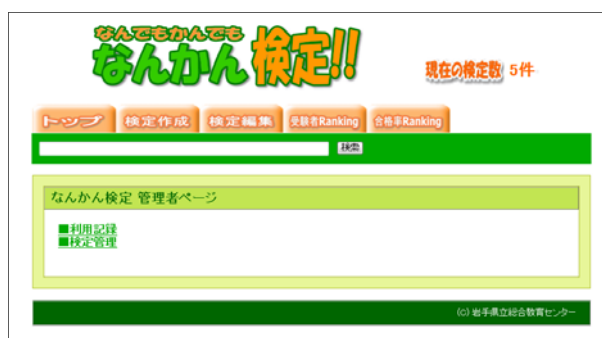 なんでもかんでも
なんかん検定!!
現在の検定数 5件
トップ 検定作成 検定編集 受験者Ranking 合格率Ranking
検索
なんかん検定 管理者ページ
■利用記録
■検定管理
(C) 岩手県立総合教育センター